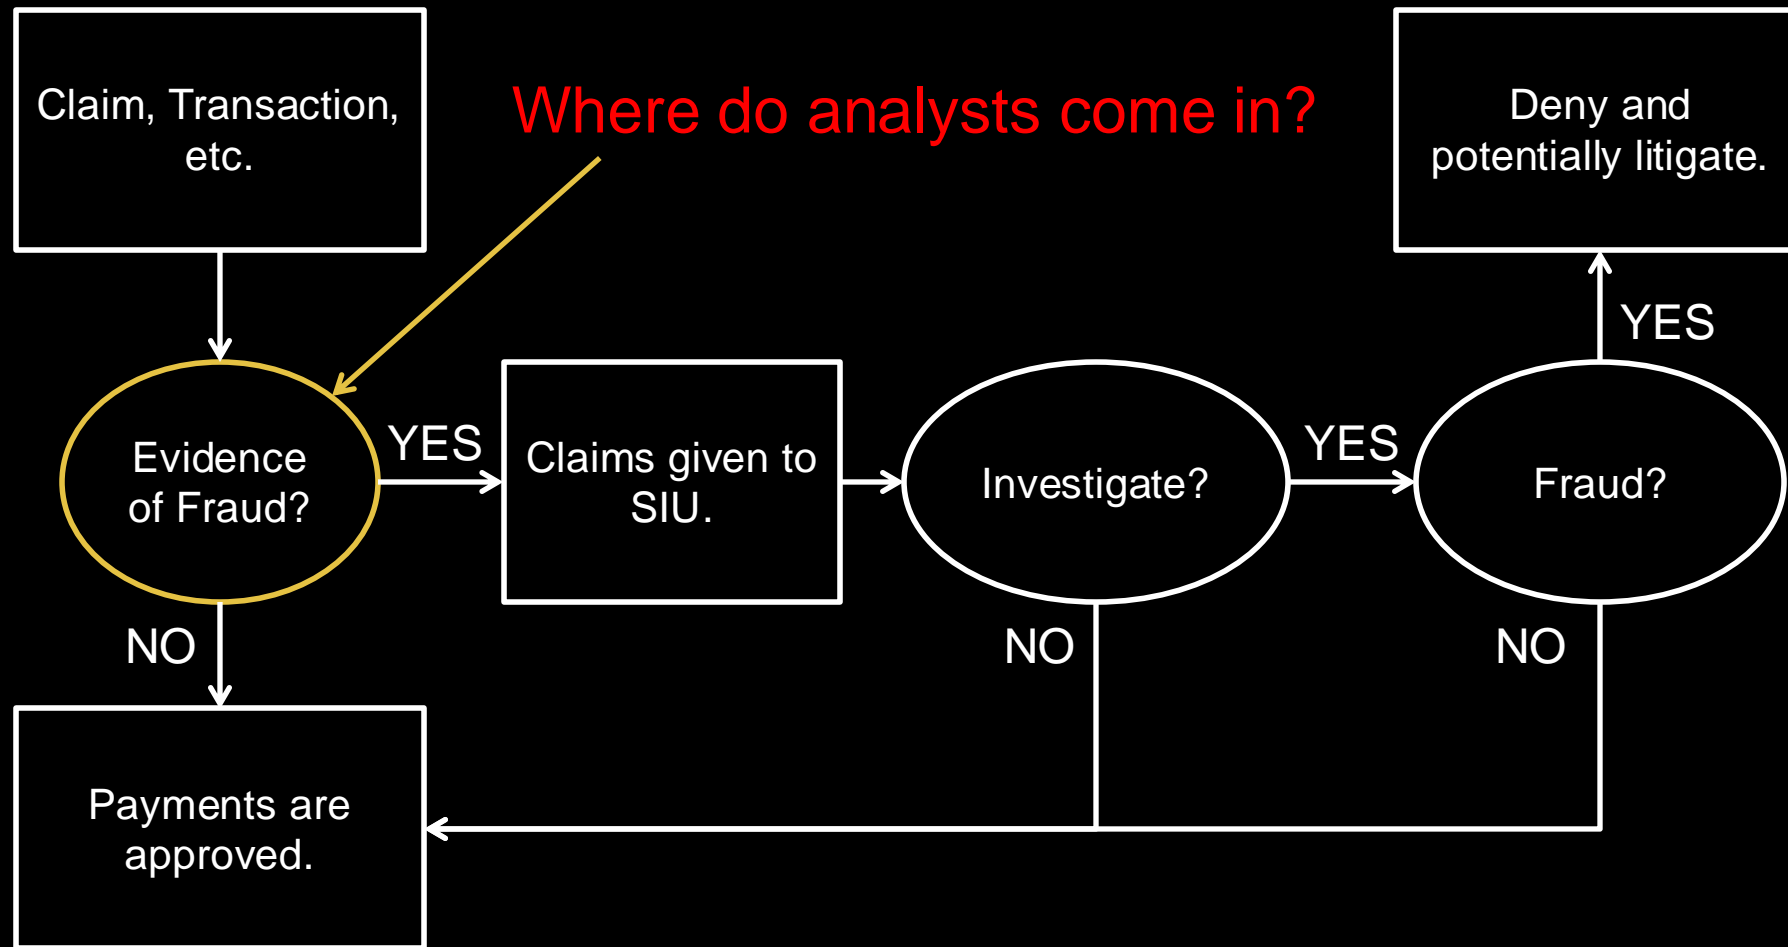 Claim, Transaction,
etc.
Where do analysts come in?
Deny and
potentially litigate.
YES
Evidence
of Fraud?
YES
Claims given to
SIU.
Investigate?
YES
Fraud?
NO
NO
NO
Payments are
approved.